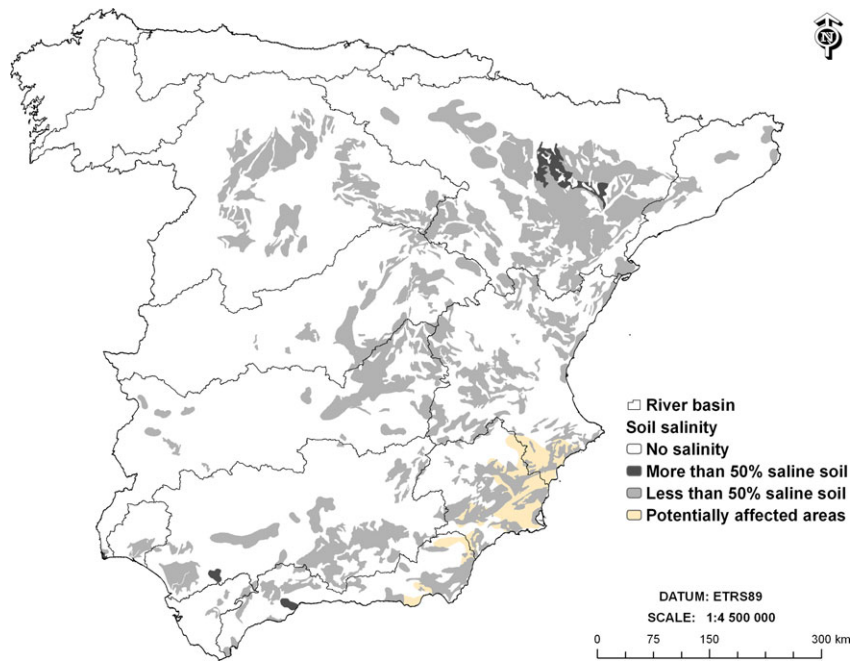 N
River basin
Soil salinity
No salinity
More than 50% saline soil
Less than 50% saline soil
Potentially affected areas
DATUM: ETRS89
SCALE: 1:4 500 000
0 75 150 300 km